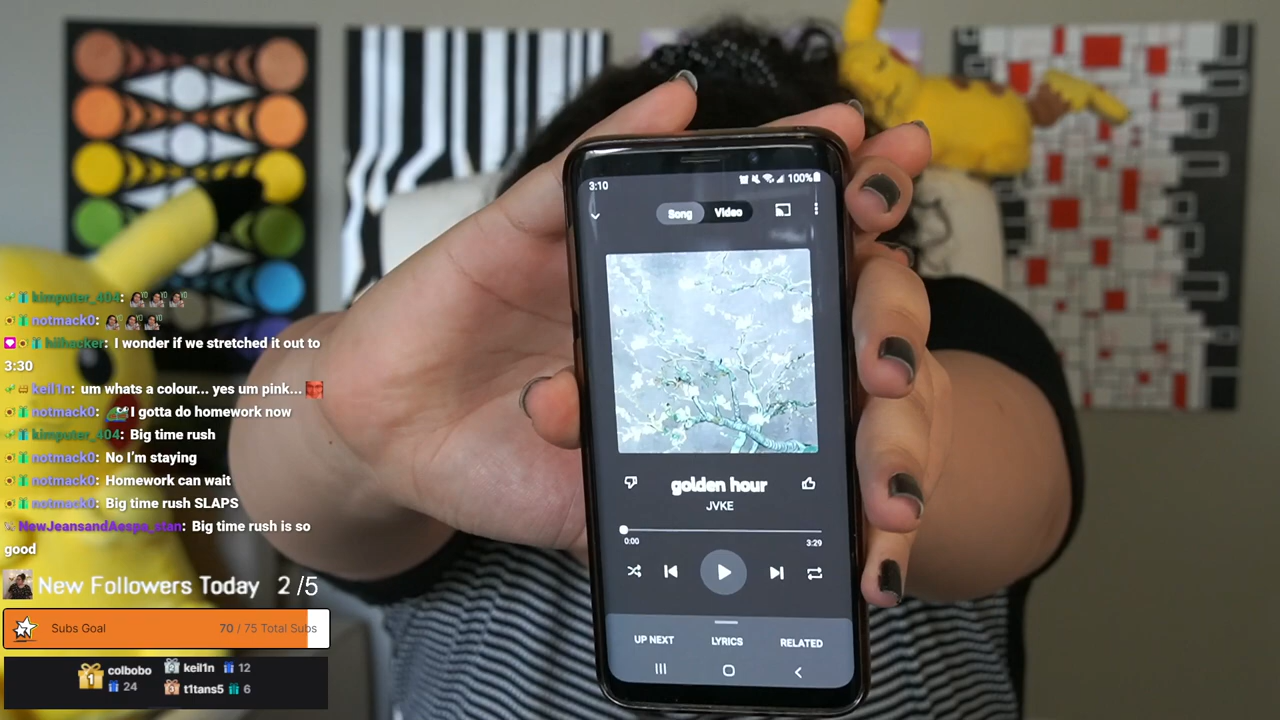 3:10
100%
Song Video
golden hour
JVKE
0:00
3:29
UP NEXT LYRICS RELATED
kimputer_404:
notmack0:
hiihacker: I wonder if we stretched it out to
3:30
keil1n: um whats a colour... yes um pink...
notmack0: I gotta do homework now
kimputer_404: Big time rush
notmack0: No I'm staying
notmack0: Homework can wait
notmack0: Big time rush SLAPS
NewJeansandAespa_stan: Big time rush is so
good
New Followers Today 2 /5
Subs Goal 70 / 75 Total Subs
1 colbobo 24
keil1n 12
t1tans5 6